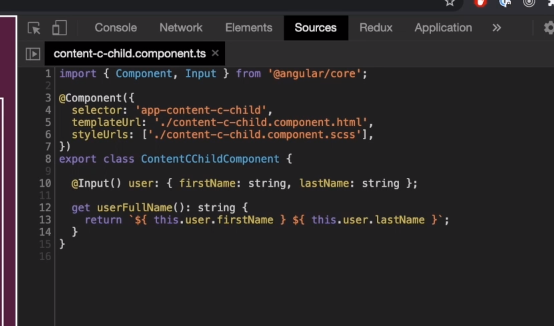 Console Network Elements Sources Redux Application »
content-c-child.component.ts ×
1 import { Component, Input } from '@angular/core';
2
3 @Component({
4 selector: 'app-content-c-child',
5 templateUrl: './content-c-child.component.html',
6 styleUrls: ['./content-c-child.component.scss'],
7 })
8 export class ContentCChildComponent {
9
10 @Input() user: { firstName: string, lastName: string };
11
12 get userFullName(): string {
13 return `${ this.user.firstName } ${ this.user.lastName }`;
14 }
15 }
16